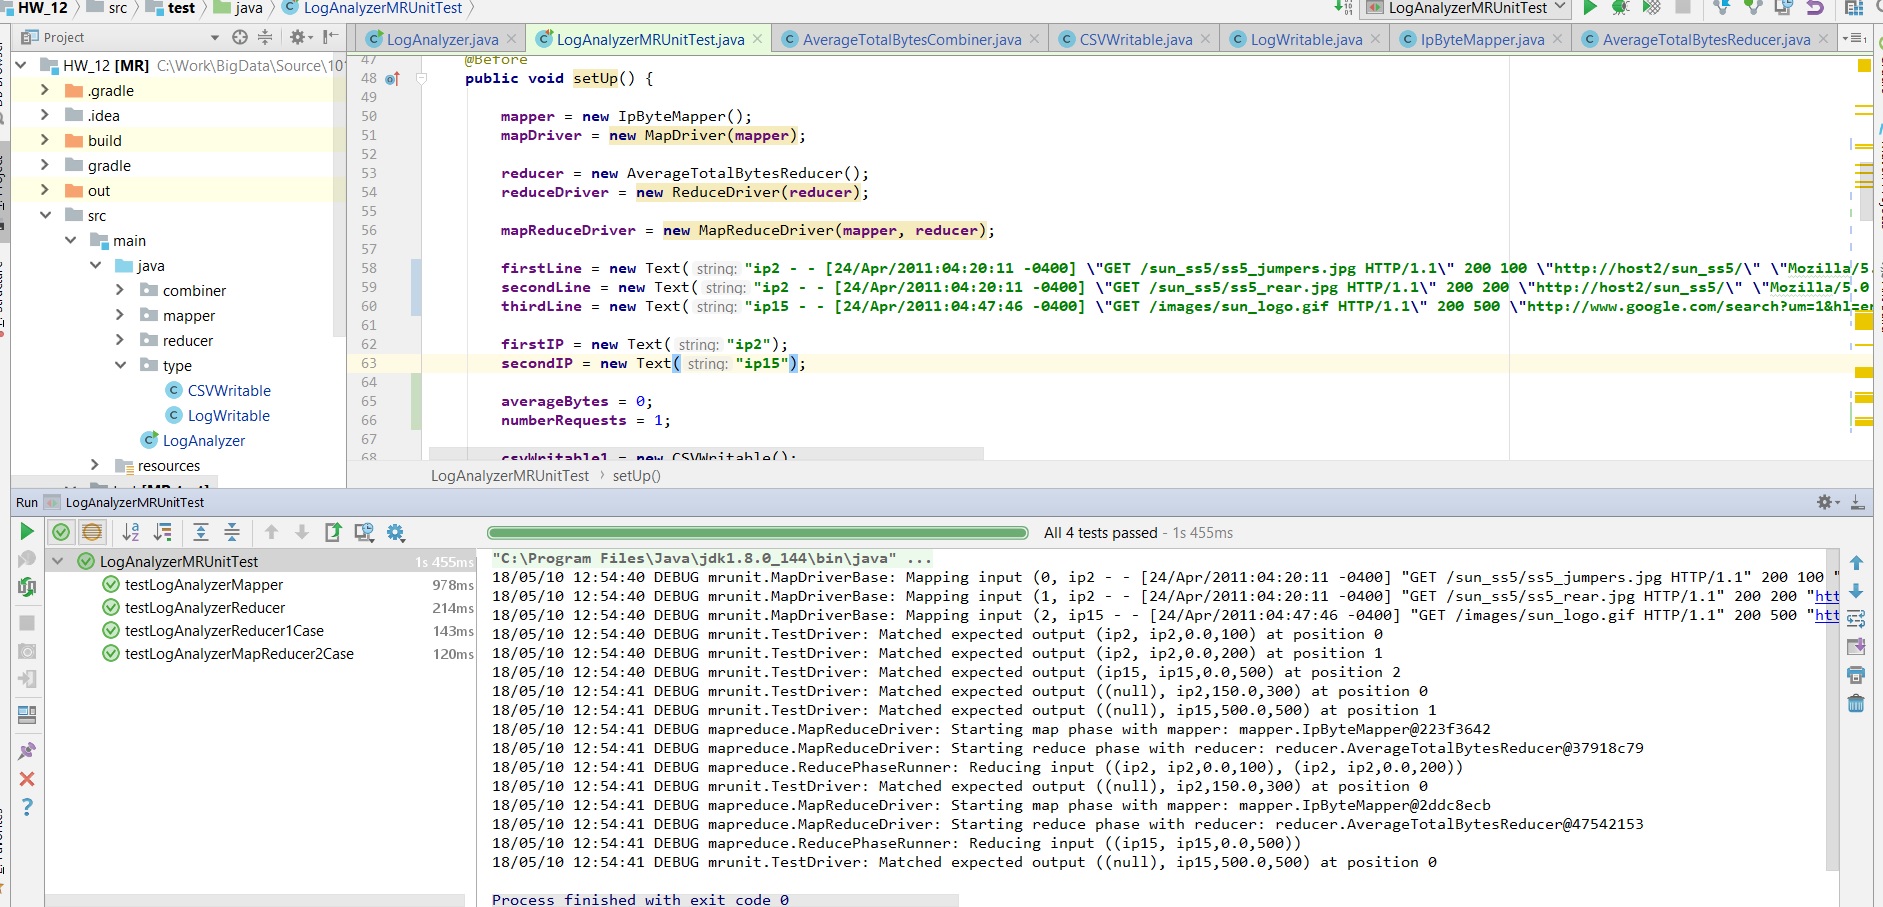 HW_12 src test java LogAnalyzerMRUnitTest LogAnalyzerMRUnitTest
Project LogAnalyzer.java LogAnalyzerMRUnitTest.java AverageTotalBytesCombiner.java CSVWritable.java LogWritable.java IpByteMapper.java AverageTotalBytesReducer.java
HW_12 [MR] C:\Work\BigData\Source\10
.gradle
.idea
build
gradle
out
src
main
java
combiner
mapper
reducer
type
CSVWritable
LogWritable
LogAnalyzer
resources
47 @Before
48 public void setUp() {
49
50 mapper = new IpByteMapper();
51 mapDriver = new MapDriver(mapper);
52
53 reducer = new AverageTotalBytesReducer();
54 reduceDriver = new ReduceDriver(reducer);
55
56 mapReduceDriver = new MapReduceDriver(mapper, reducer);
57
58 firstLine = new Text( string: "ip2 - - [24/Apr/2011:04:20:11 -0400] \"GET /sun_ss5/ss5_jumpers.jpg HTTP/1.1\" 200 100 \"http://host2/sun_ss5/\" \"Mozilla/5.
59 secondLine = new Text( string: "ip2 - - [24/Apr/2011:04:20:11 -0400] \"GET /sun_ss5/ss5_rear.jpg HTTP/1.1\" 200 200 \"http://host2/sun_ss5/\" \"Mozilla/5.0
60 thirdLine = new Text( string: "ip15 - - [24/Apr/2011:04:47:46 -0400] \"GET /images/sun_logo.gif HTTP/1.1\" 200 500 \"http://www.google.com/search?um=1&hl=e
61
62 firstIP = new Text( string: "ip2");
63 secondIP = new Text( string: "ip15");
64
65 averageBytes = 0;
66 numberRequests = 1;
67
68 csvWritable1 = new CSVWritable();
LogAnalyzerMRUnitTest › setUp()
Run LogAnalyzerMRUnitTest
All 4 tests passed - 1s 455ms
LogAnalyzerMRUnitTest 1s 455ms
testLogAnalyzerMapper 978ms
testLogAnalyzerReducer 214ms
testLogAnalyzerReducer1Case 143ms
testLogAnalyzerMapReducer2Case 120ms
"C:\Program Files\Java\jdk1.8.0_144\bin\java" ...
18/05/10 12:54:40 DEBUG mrunit.MapDriverBase: Mapping input (0, ip2 - - [24/Apr/2011:04:20:11 -0400] "GET /sun_ss5/ss5_jumpers.jpg HTTP/1.1" 200 100 "
18/05/10 12:54:40 DEBUG mrunit.MapDriverBase: Mapping input (1, ip2 - - [24/Apr/2011:04:20:11 -0400] "GET /sun_ss5/ss5_rear.jpg HTTP/1.1" 200 200 "htt
18/05/10 12:54:40 DEBUG mrunit.MapDriverBase: Mapping input (2, ip15 - - [24/Apr/2011:04:47:46 -0400] "GET /images/sun_logo.gif HTTP/1.1" 200 500 "htt
18/05/10 12:54:40 DEBUG mrunit.TestDriver: Matched expected output (ip2, ip2,0.0,100) at position 0
18/05/10 12:54:40 DEBUG mrunit.TestDriver: Matched expected output (ip2, ip2,0.0,200) at position 1
18/05/10 12:54:40 DEBUG mrunit.TestDriver: Matched expected output (ip15, ip15,0.0,500) at position 2
18/05/10 12:54:41 DEBUG mrunit.TestDriver: Matched expected output ((null), ip2,150.0,300) at position 0
18/05/10 12:54:41 DEBUG mrunit.TestDriver: Matched expected output ((null), ip15,500.0,500) at position 1
18/05/10 12:54:41 DEBUG mapreduce.MapReduceDriver: Starting map phase with mapper: mapper.IpByteMapper@223f3642
18/05/10 12:54:41 DEBUG mapreduce.MapReduceDriver: Starting reduce phase with reducer: reducer.AverageTotalBytesReducer@37918c79
18/05/10 12:54:41 DEBUG mapreduce.ReducePhaseRunner: Reducing input ((ip2, ip2,0.0,100), (ip2, ip2,0.0,200))
18/05/10 12:54:41 DEBUG mrunit.TestDriver: Matched expected output ((null), ip2,150.0,300) at position 0
18/05/10 12:54:41 DEBUG mapreduce.MapReduceDriver: Starting map phase with mapper: mapper.IpByteMapper@2ddc8ecb
18/05/10 12:54:41 DEBUG mapreduce.MapReduceDriver: Starting reduce phase with reducer: reducer.AverageTotalBytesReducer@47542153
18/05/10 12:54:41 DEBUG mapreduce.ReducePhaseRunner: Reducing input ((ip15, ip15,0.0,500))
18/05/10 12:54:41 DEBUG mrunit.TestDriver: Matched expected output ((null), ip15,500.0,500) at position 0
Process finished with exit code 0